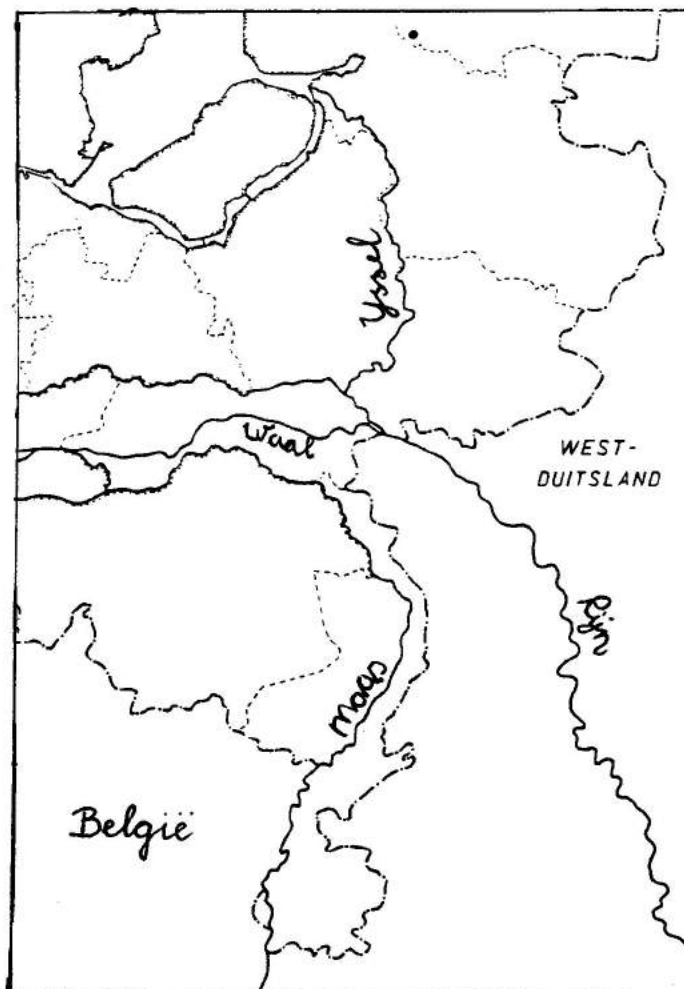 Yssel
Waal
WEST-
DUITSLAND
Rijn
Maas
België